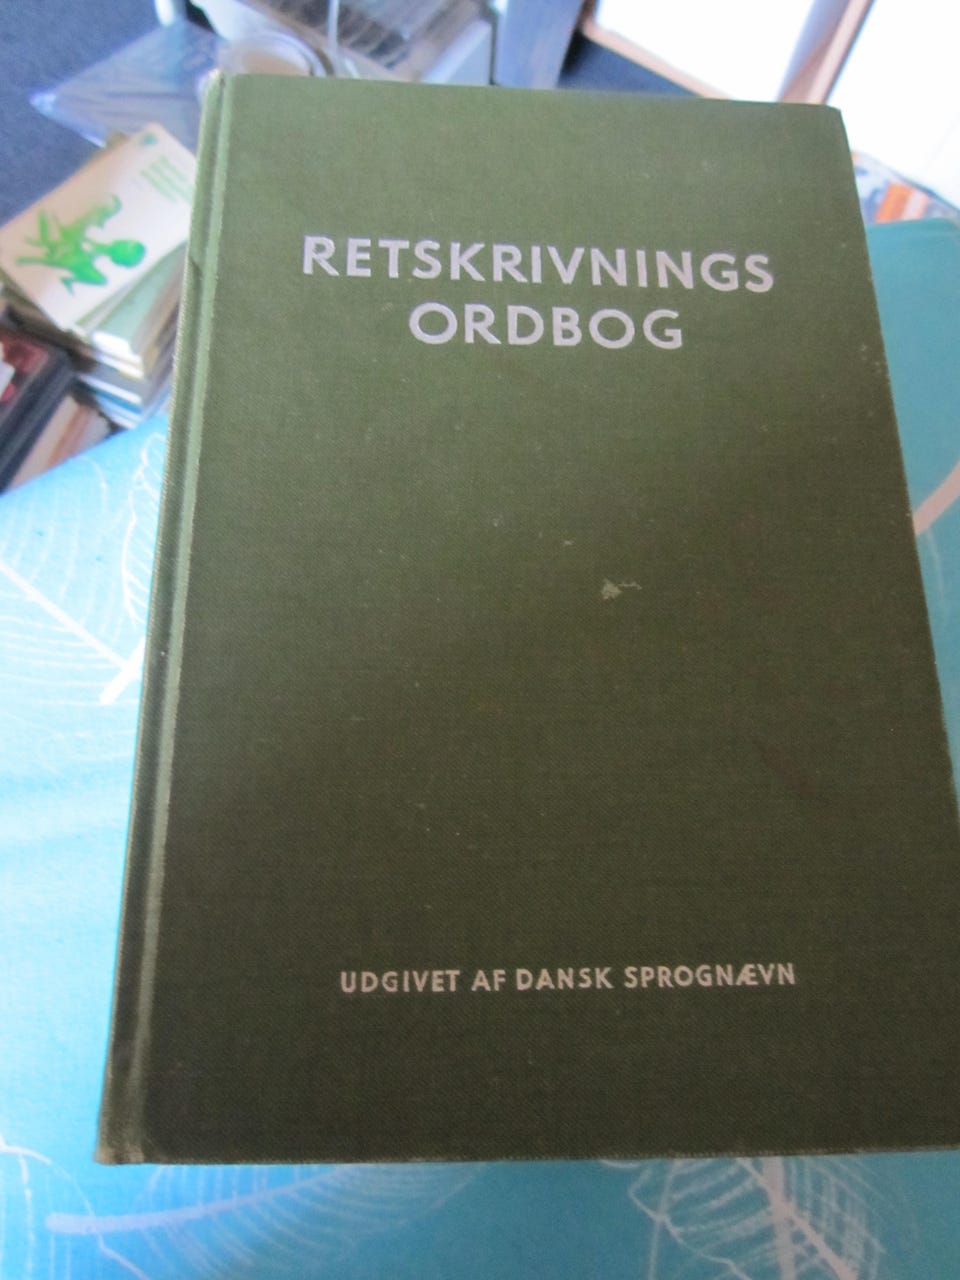 RETSKRIVNINGS
ORDBOG
UDGIVET AF DANSK SPROGNÆVN